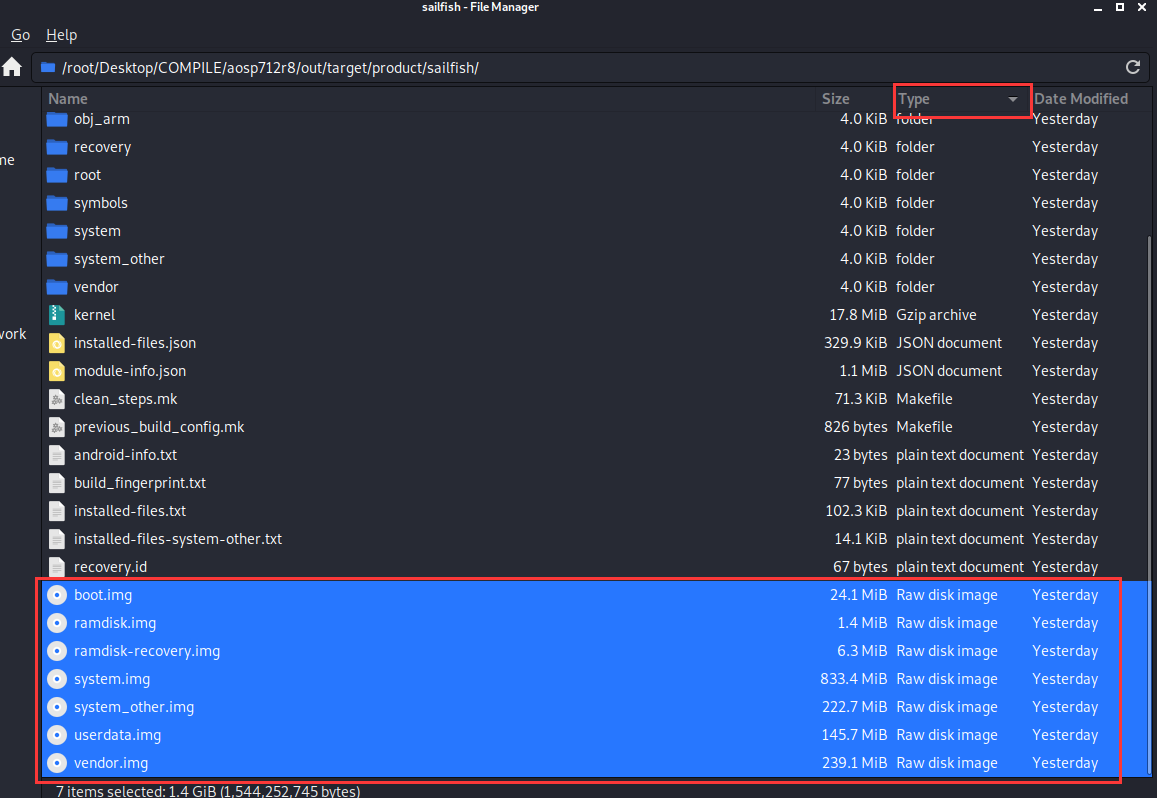 sailfish - File Manager
Go Help
/root/Desktop/COMPILE/aosp712r8/out/target/product/sailfish/
Name Size Type Date Modified
obj_arm 4.0 KiB folder Yesterday
recovery 4.0 KiB folder Yesterday
root 4.0 KiB folder Yesterday
symbols 4.0 KiB folder Yesterday
system 4.0 KiB folder Yesterday
system_other 4.0 KiB folder Yesterday
vendor 4.0 KiB folder Yesterday
kernel 17.8 MiB Gzip archive Yesterday
installed-files.json 329.9 KiB JSON document Yesterday
module-info.json 1.1 MiB JSON document Yesterday
clean_steps.mk 71.3 KiB Makefile Yesterday
previous_build_config.mk 826 bytes Makefile Yesterday
android-info.txt 23 bytes plain text document Yesterday
build_fingerprint.txt 77 bytes plain text document Yesterday
installed-files.txt 102.3 KiB plain text document Yesterday
installed-files-system-other.txt 14.1 KiB plain text document Yesterday
recovery.id 67 bytes plain text document Yesterday
boot.img 24.1 MiB Raw disk image Yesterday
ramdisk.img 1.4 MiB Raw disk image Yesterday
ramdisk-recovery.img 6.3 MiB Raw disk image Yesterday
system.img 833.4 MiB Raw disk image Yesterday
system_other.img 222.7 MiB Raw disk image Yesterday
userdata.img 145.7 MiB Raw disk image Yesterday
vendor.img 239.1 MiB Raw disk image Yesterday
7 items selected: 1.4 GiB (1,544,252,745 bytes)